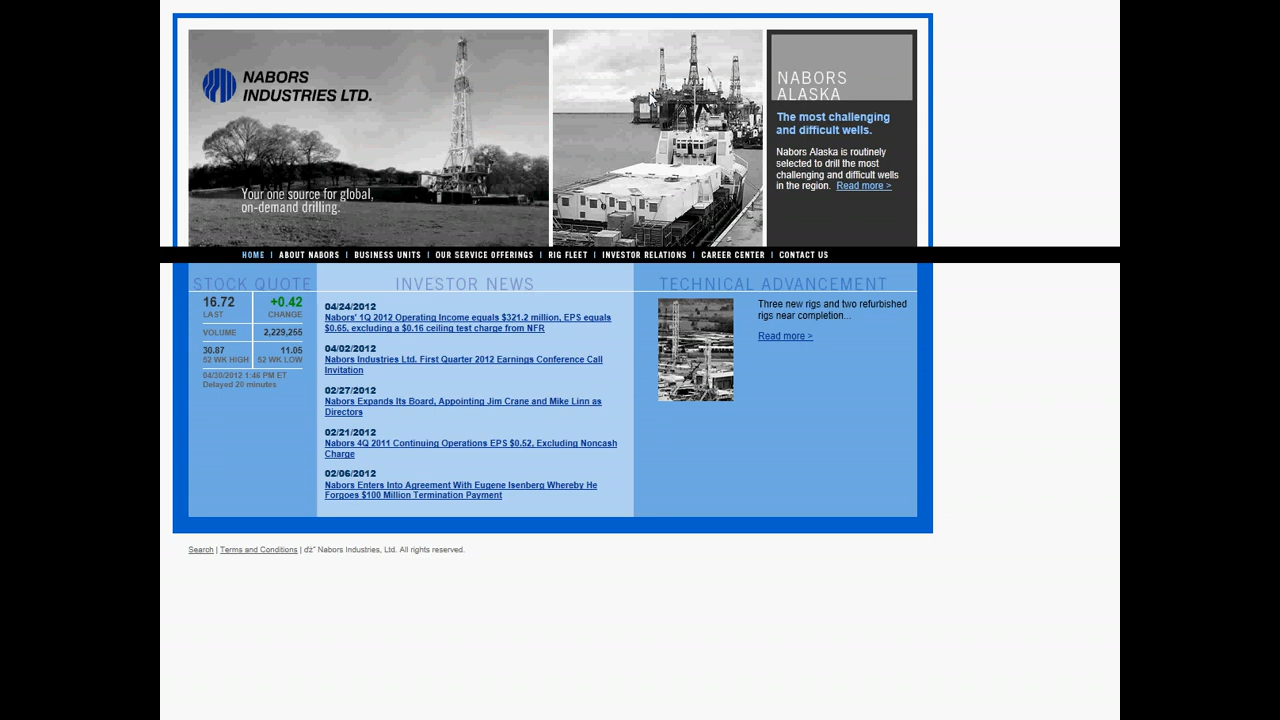 NABORS
INDUSTRIES LTD.
Your one source for global,
on-demand drilling.
NABORS
ALASKA
The most challenging
and difficult wells.
Nabors Alaska is routinely
selected to drill the most
challenging and difficult wells
in the region. Read more >
HOME | ABOUT NABORS | BUSINESS UNITS | OUR SERVICE OFFERINGS | RIG FLEET | INVESTOR RELATIONS | CAREER CENTER | CONTACT US
STOCK QUOTE
16.72 +0.42
LAST CHANGE
VOLUME 2,229,255
30.87 11.05
52 WK HIGH 52 WK LOW
04/30/2012 1:46 PM ET
Delayed 20 minutes
INVESTOR NEWS
04/24/2012
Nabors' 1Q 2012 Operating Income equals $321.2 million, EPS equals
$0.65, excluding a $0.16 ceiling test charge from NFR
04/02/2012
Nabors Industries Ltd. First Quarter 2012 Earnings Conference Call
Invitation
02/27/2012
Nabors Expands Its Board, Appointing Jim Crane and Mike Linn as
Directors
02/21/2012
Nabors 4Q 2011 Continuing Operations EPS $0.52, Excluding Noncash
Charge
02/06/2012
Nabors Enters Into Agreement With Eugene Isenberg Whereby He
Forgoes $100 Million Termination Payment
TECHNICAL ADVANCEMENT
Three new rigs and two refurbished
rigs near completion...
Read more >
Search | Terms and Conditions | Nabors Industries, Ltd. All rights reserved.